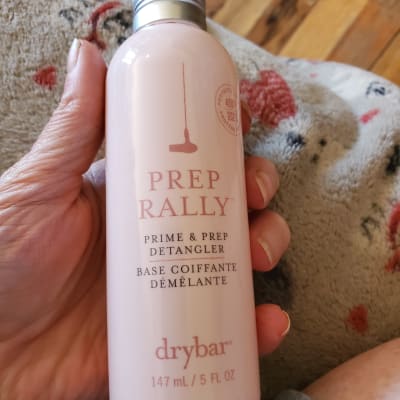 PREP
RALLY
PRIME & PREP
DETANGLER
BASE COIFFANTE
DÉMÊLANTE
drybar
147 mL / 5 FL OZ